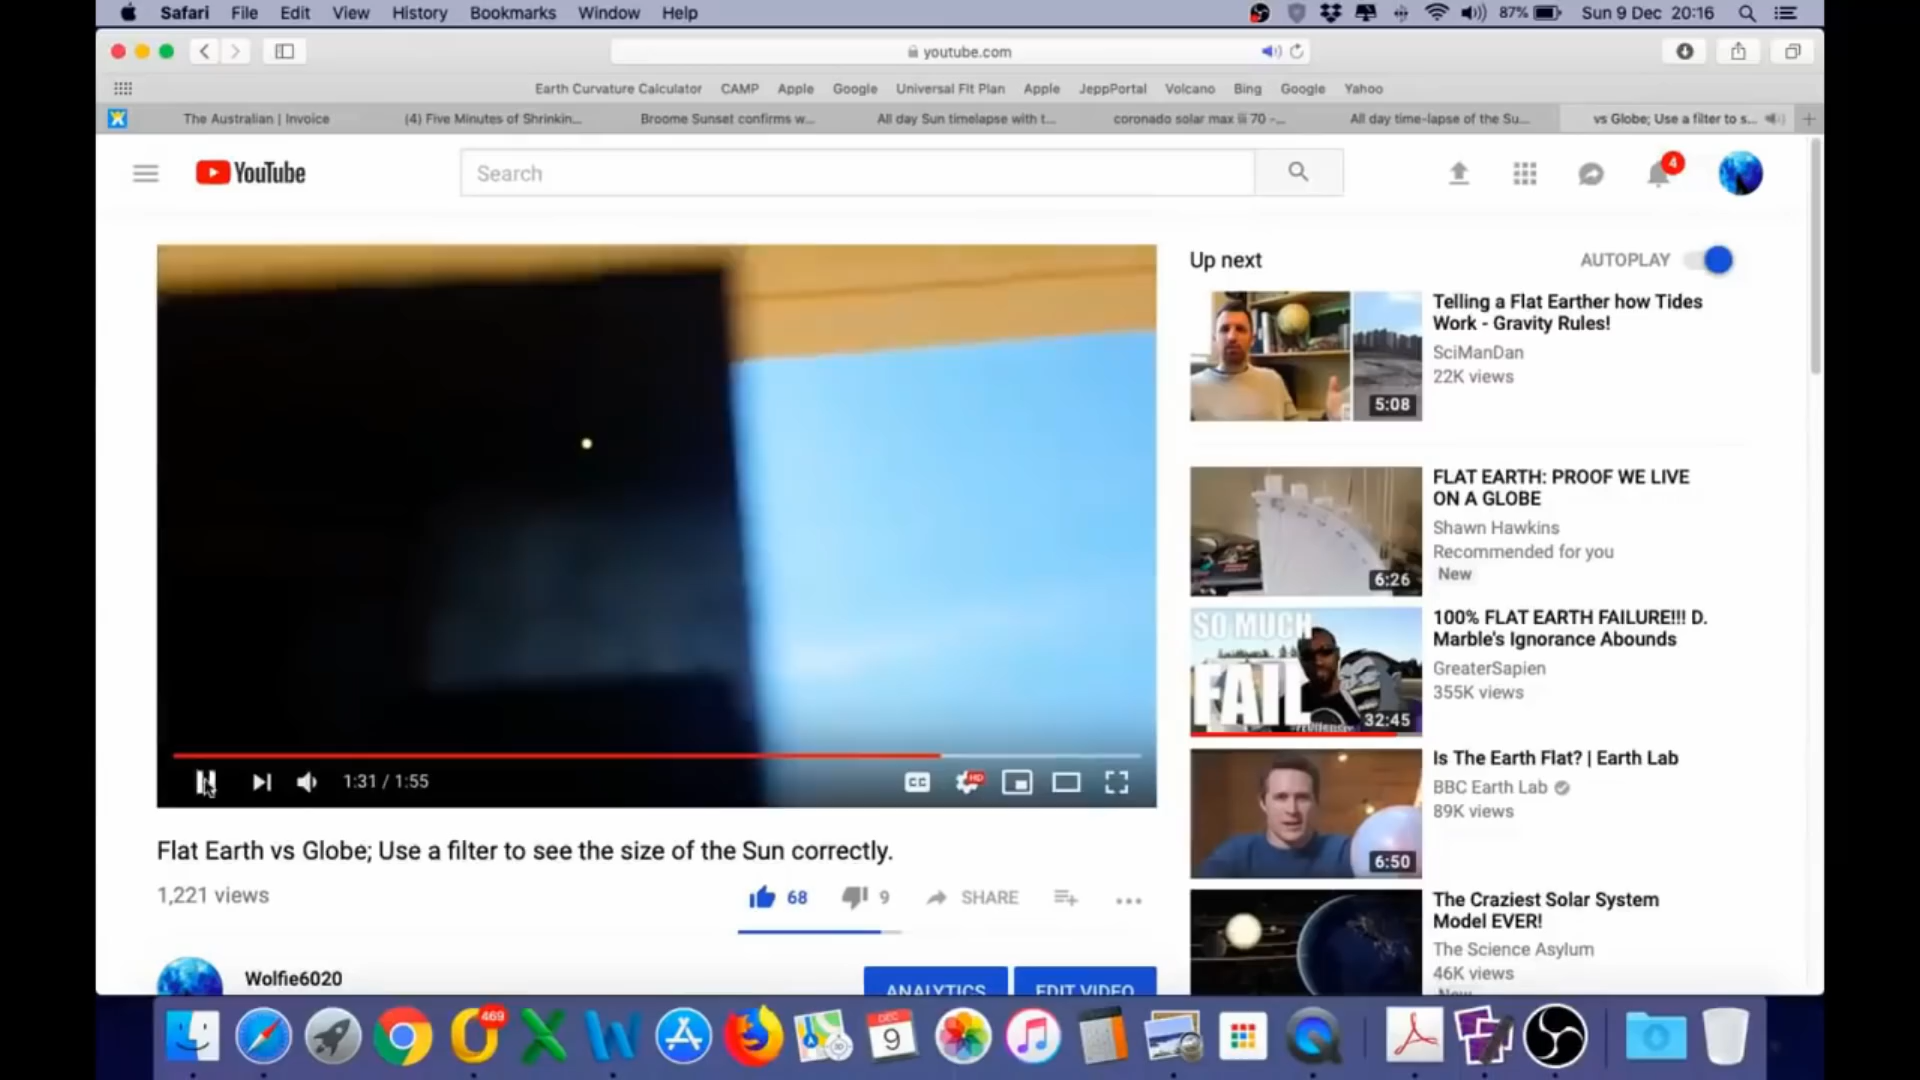 Safari File Edit View History Bookmarks Window Help 87% Sun 9 Dec 20:16
youtube.com
Earth Curvature Calculator CAMP Apple Google Universal Fit Plan Apple JeppPortal Volcano Bing Google Yahoo
The Australian | Invoice (4) Five Minutes of Shrinkin... Broome Sunset confirms w... All day Sun timelapse with t... coronado solar max iii 70 -... All day time-lapse of the Su... vs Globe; Use a filter to s...
YouTube Search 4
Up next AUTOPLAY
Telling a Flat Earther how Tides
Work - Gravity Rules!
SciManDan
22K views
5:08
FLAT EARTH: PROOF WE LIVE
ON A GLOBE
Shawn Hawkins
Recommended for you
New
6:26
SO MUCH
FAIL
32:45
100% FLAT EARTH FAILURE!!! D.
Marble's Ignorance Abounds
GreaterSapien
355K views
Is The Earth Flat? | Earth Lab
BBC Earth Lab
89K views
6:50
The Craziest Solar System
Model EVER!
The Science Asylum
46K views
New
1:31 / 1:55 CC HD
Flat Earth vs Globe; Use a filter to see the size of the Sun correctly.
1,221 views
68 9 SHARE
Wolfie6020
ANALYTICS EDIT VIDEO
469 DEC 9